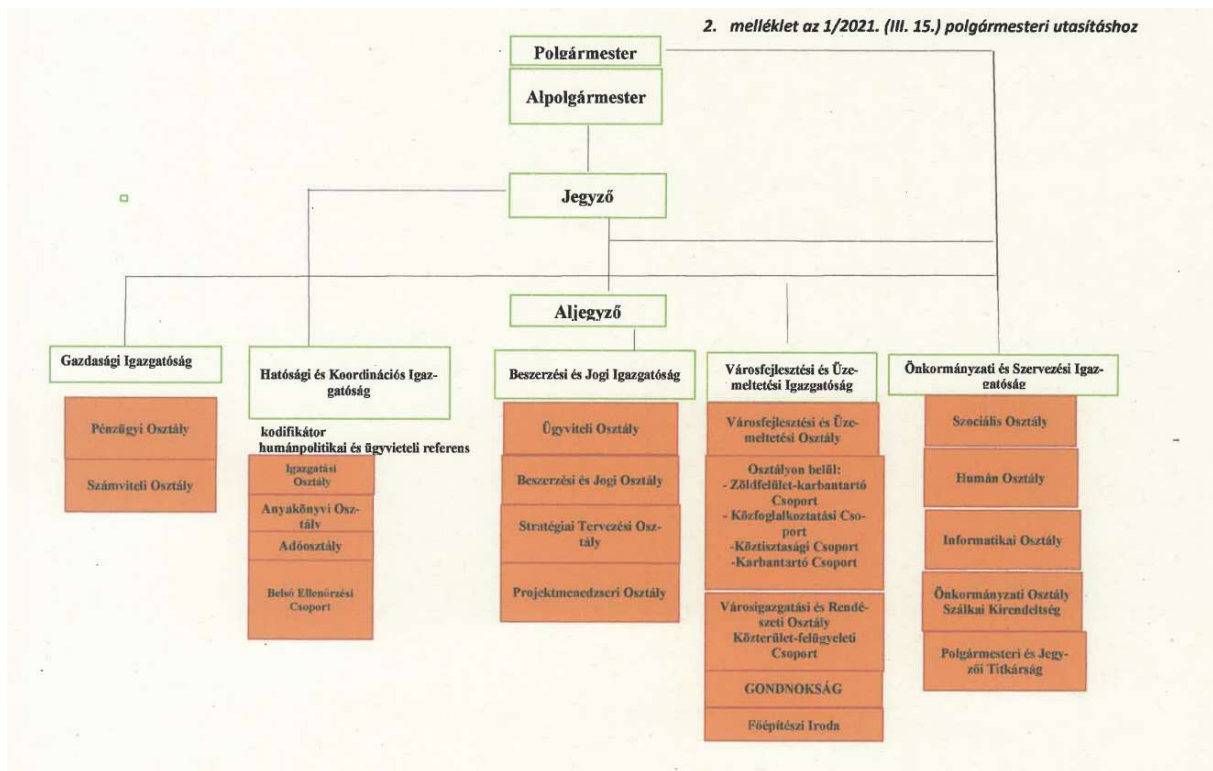 2. melléklet az 1/2021. (III. 15.) polgármesteri utasításhoz
Polgármester
Alpolgármester
Jegyző
Aljegyző
Gazdasági Igazgatóság
Pénzügyi Osztály
Számviteli Osztály
Hatósági és Koordinációs Igaz-
gatóság
kodifikátor
humánpolitikai és ügyvieteli referens
Igazgatási
Osztály
Anyakönyvi Osz-
tály
Adóosztály
Belső Ellenőrzési
Csoport
Beszerzési és Jogi Igazgatóság
Ügyviteli Osztály
Beszerzési és Jogi Osztály
Stratégiai Tervezési Osz-
tály
Projektmenedzseri Osztály
Városfejlesztési és Üze-
meltetési Igazgatóság
Városfejlesztési és Üze-
meltetési Osztály
Osztályon belül:
- Zöldfelület-karbantartó
Csoport
- Közfoglalkoztatási Cso-
port
-Köztisztasági Csoport
-Karbantartó Csoport
Városigazgatási és Rendé-
szeti Osztály
Közterület-felügyeleti
Csoport
GONDNOKSÁG
Főépítészi Iroda
Önkormányzati és Szervezési Igaz-
gatóság
Szociális Osztály
Humán Osztály
Informatikai Osztály
Önkormányzati Osztály
Szálkai Kirendeltség
Polgármesteri és Jegy-
zői Titkárság